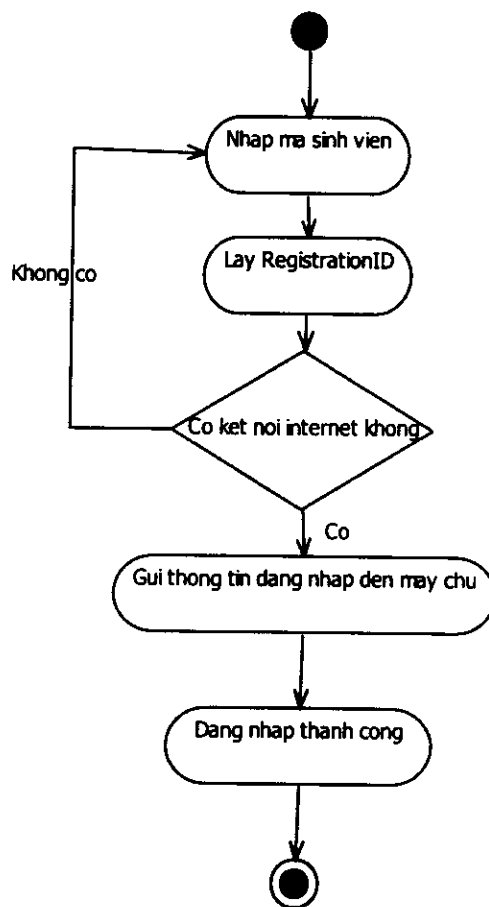 Nhap ma sinh vien
Lay RegistrationID
Khong co
Co ket noi internet khong
Co
Gui thong tin dang nhap den may chu
Dang nhap thanh cong